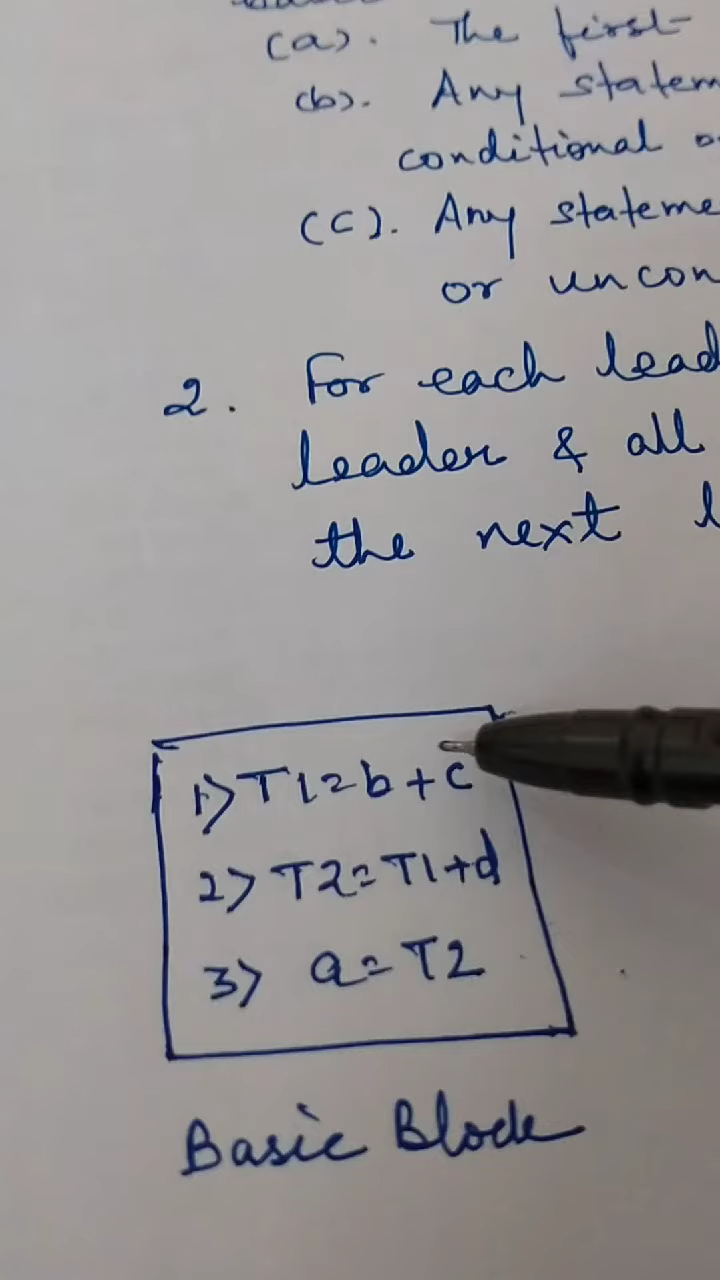 (a). The first
(b). Any statem
conditional o
(c). Any stateme
or uncon
2. For each lead
leader & all
the next l
1) T1=b+c
2) T2=T1+d
3) a=T2
Basic Block